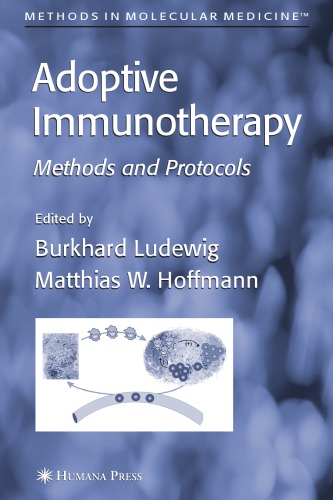 METHODS IN MOLECULAR MEDICINE™
Adoptive
Immunotherapy
Methods and Protocols
Edited by
Burkhard Ludewig
Matthias W. Hoffmann
HUMANA PRESS